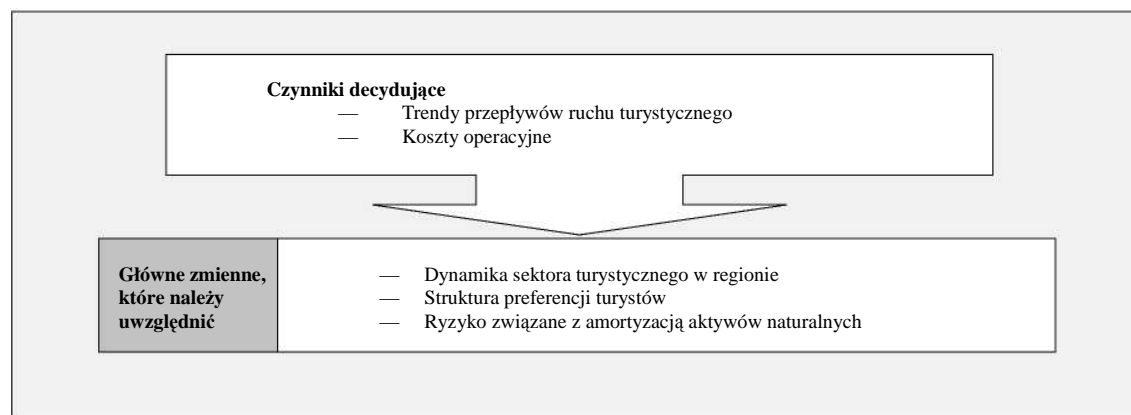 Czynniki decydujące
— Trendy przepływów ruchu turystycznego
— Koszty operacyjne
Główne zmienne,
które należy
uwzględnić
— Dynamika sektora turystycznego w regionie
— Struktura preferencji turystów
— Ryzyko związane z amortyzacją aktywów naturalnych